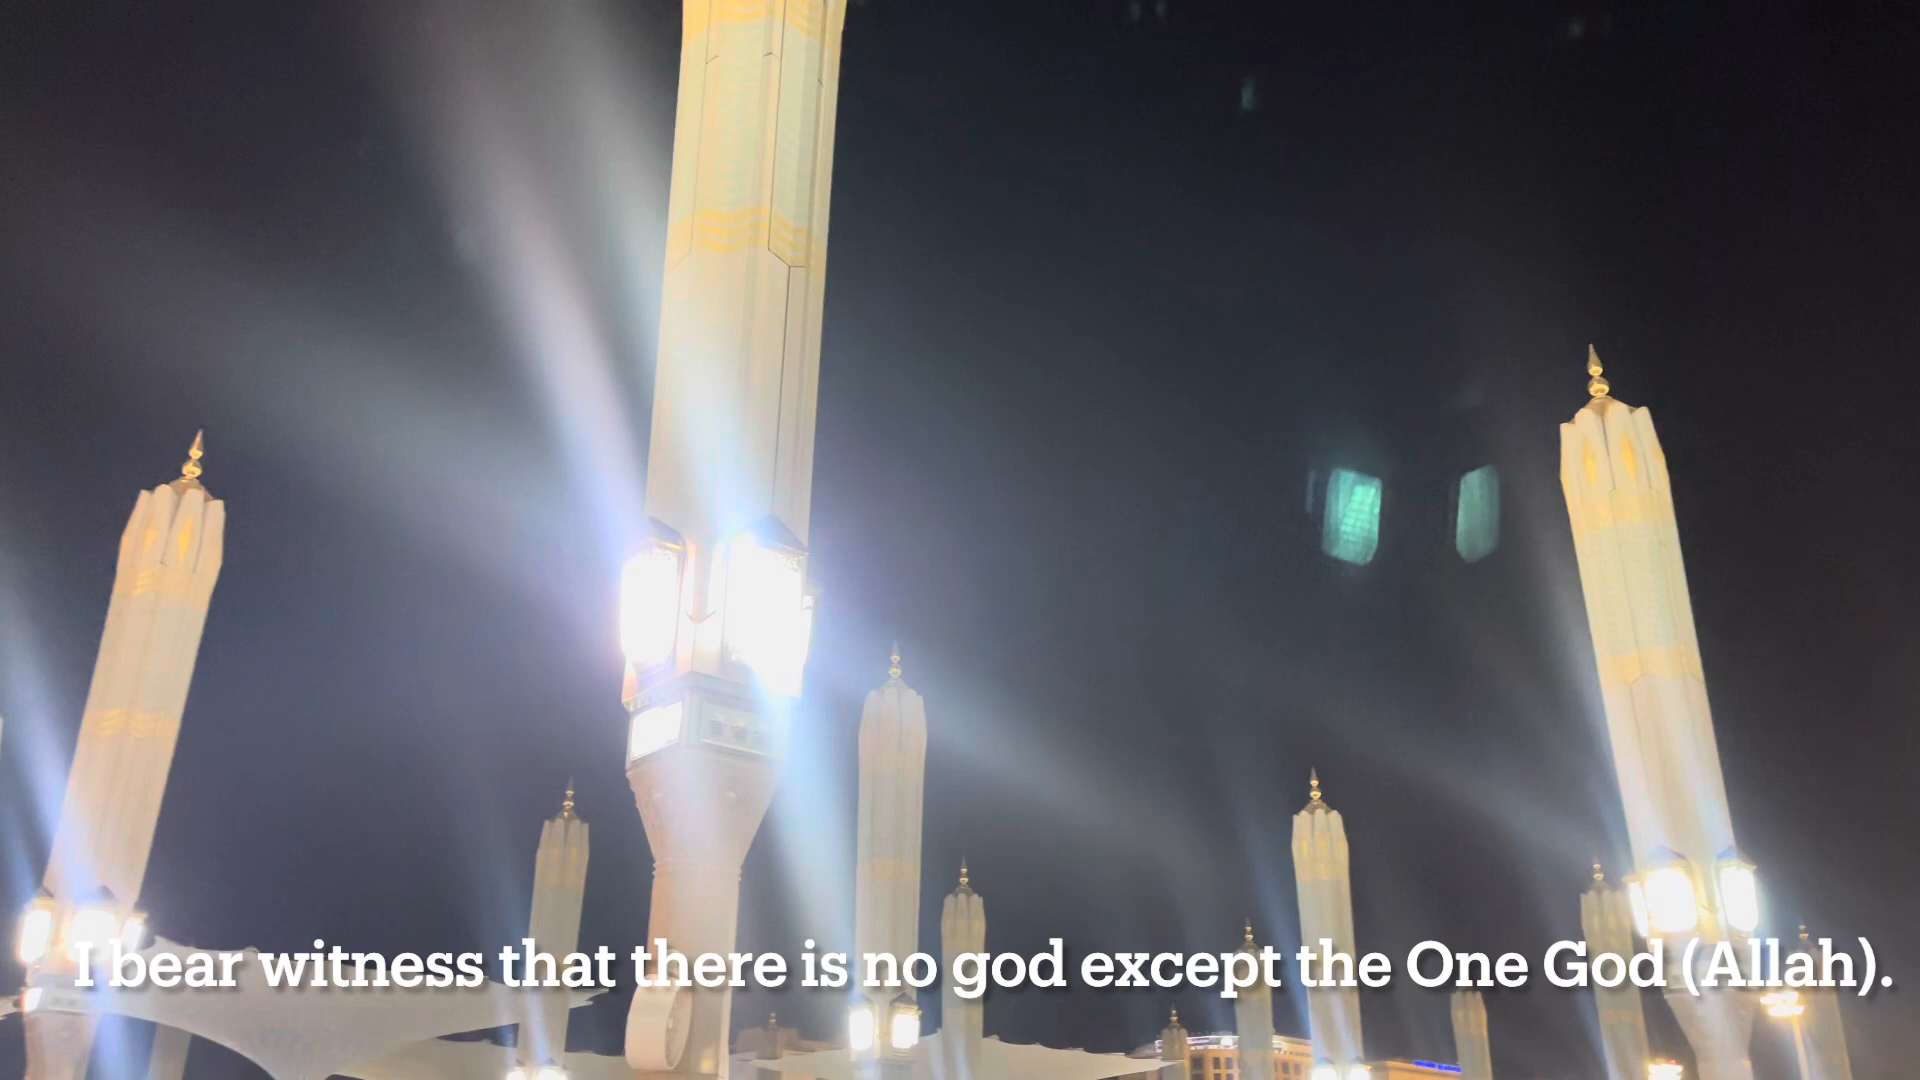 I bear witness that there is no god except the One God (Allah).